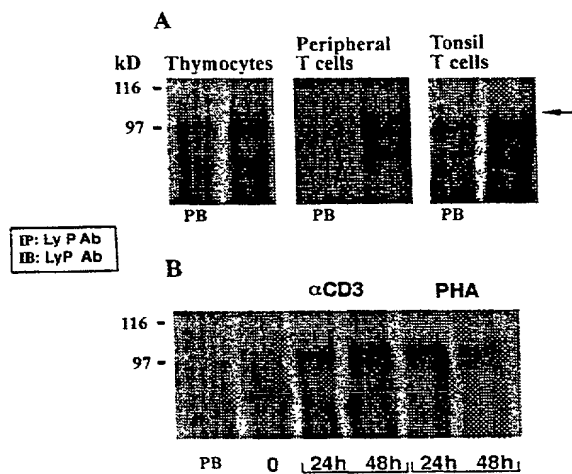 A
kD
Thymocytes
Peripheral
T cells
Tonsil
T cells
116 -
97 -
PB
PB
PB
IP: LyP Ab
IB: LyP Ab
B
αCD3
PHA
116 -
97 -
PB
0
24h
48h
24h
48h